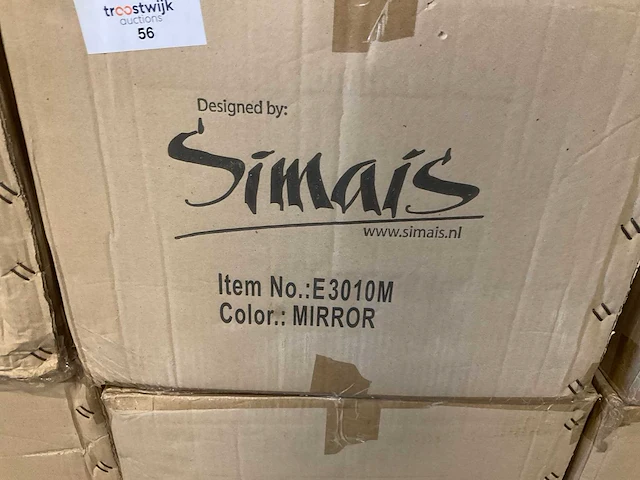 troostwijk
auctions
56
Designed by:
Simais
www.simais.nl
Item No.:E3010M
Color.: MIRROR